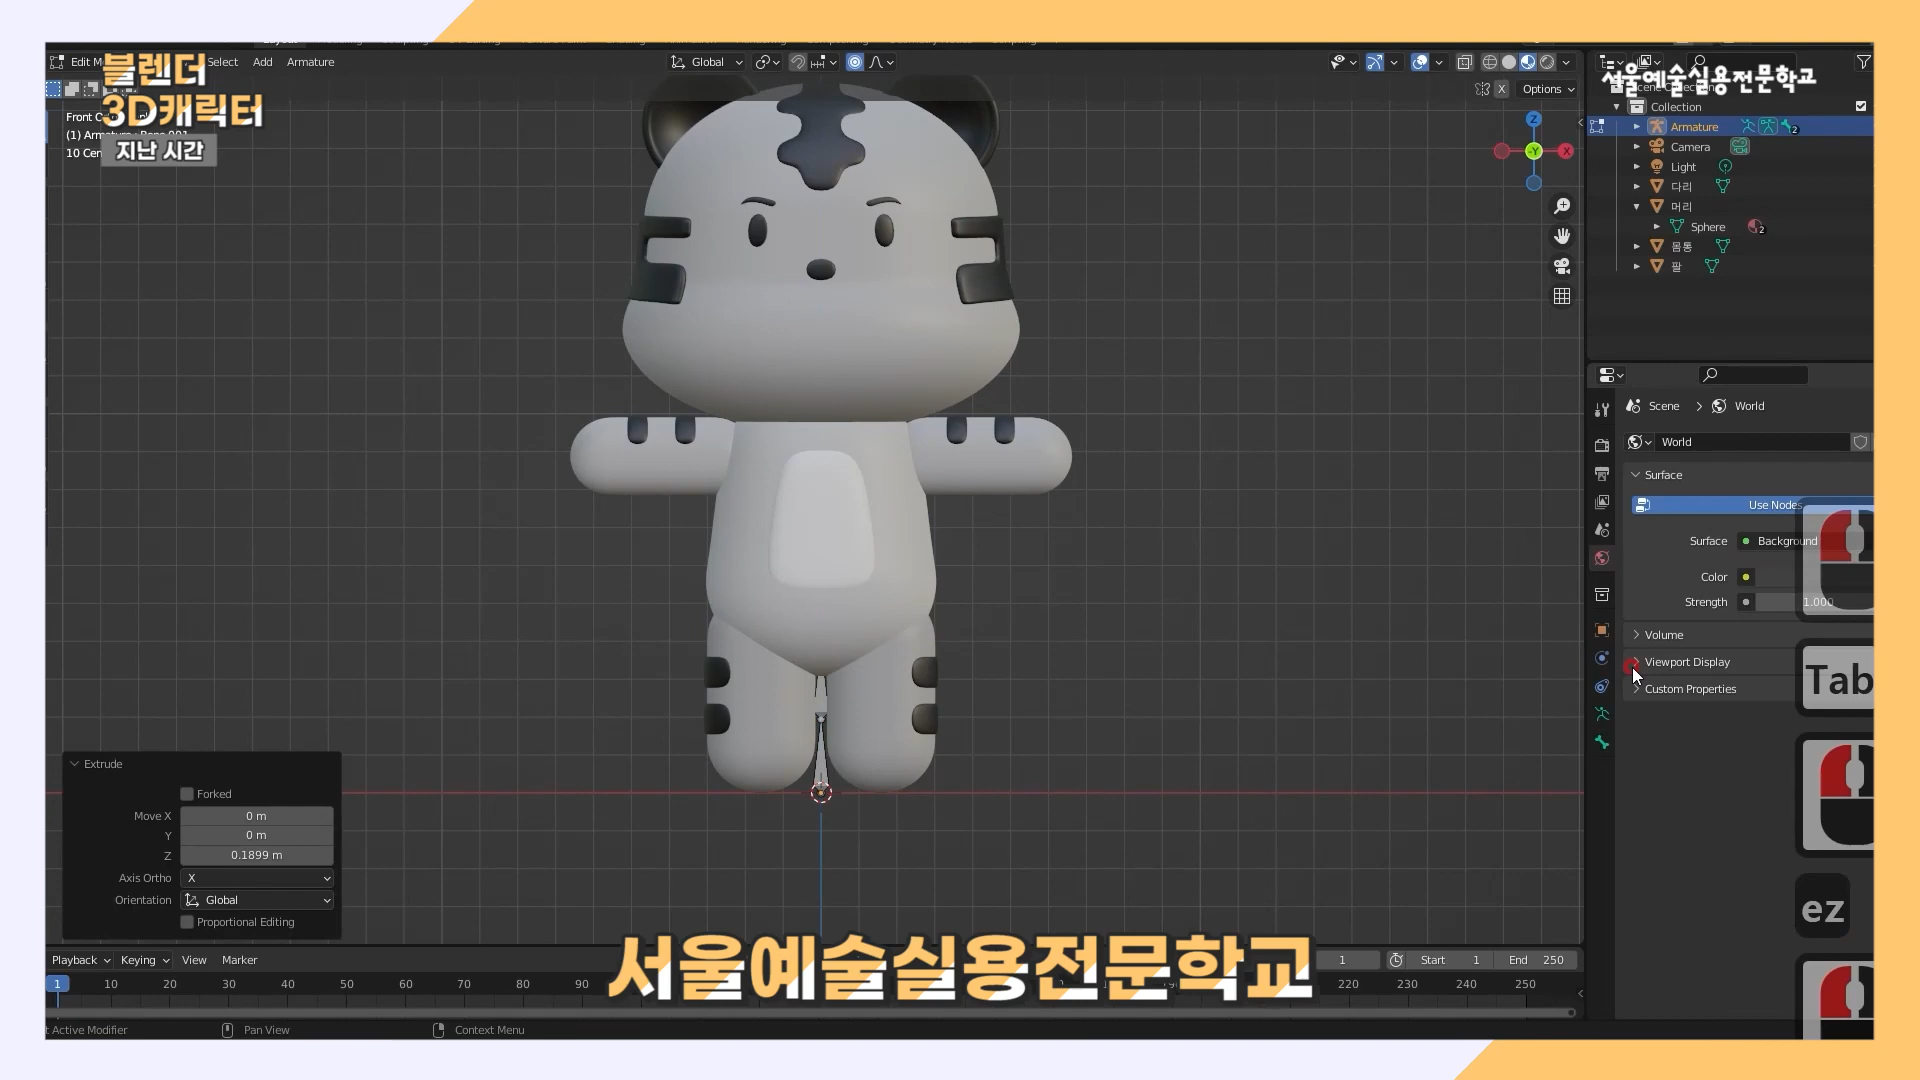 블렌더
3D캐릭터
지난 시간
서울예술실용전문학교
Select Add Armature
Global
Options
X
Z
-Y
X
Collection
Armature
2
Camera
Light
다리
머리
Sphere
2
몸통
팔
Scene > World
World
Surface
Use Nodes
Surface Background
Color
Strength 1.000
Volume
Viewport Display
Custom Properties
Tab
ez
Extrude
Forked
Move X 0 m
Y 0 m
Z 0.1899 m
Axis Ortho X
Orientation Global
Proportional Editing
서울예술실용전문학교
Playback Keying View Marker
1 Start 1 End 250
1 10 20 30 40 50 60 70 80 90 220 230 240 250
t Active Modifier Pan View Context Menu